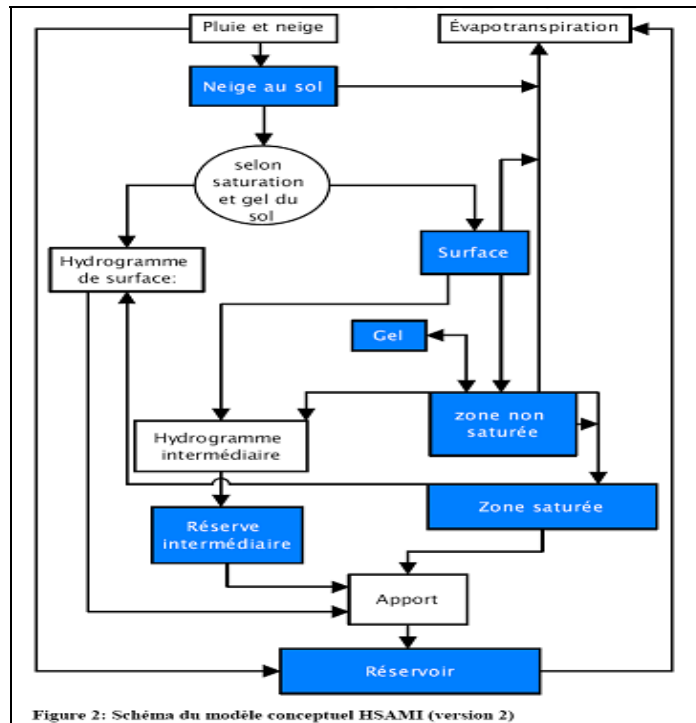 Pluie et neige
Évapotranspiration
Neige au sol
selon
saturation
et gel du
sol
Hydrogramme
de surface:
Surface
Gel
zone non
saturée
Hydrogramme
intermédiaire
Réserve
intermédiaire
Zone saturée
Apport
Réservoir
Figure 2: Schéma du modèle conceptuel HSAMI (version 2)